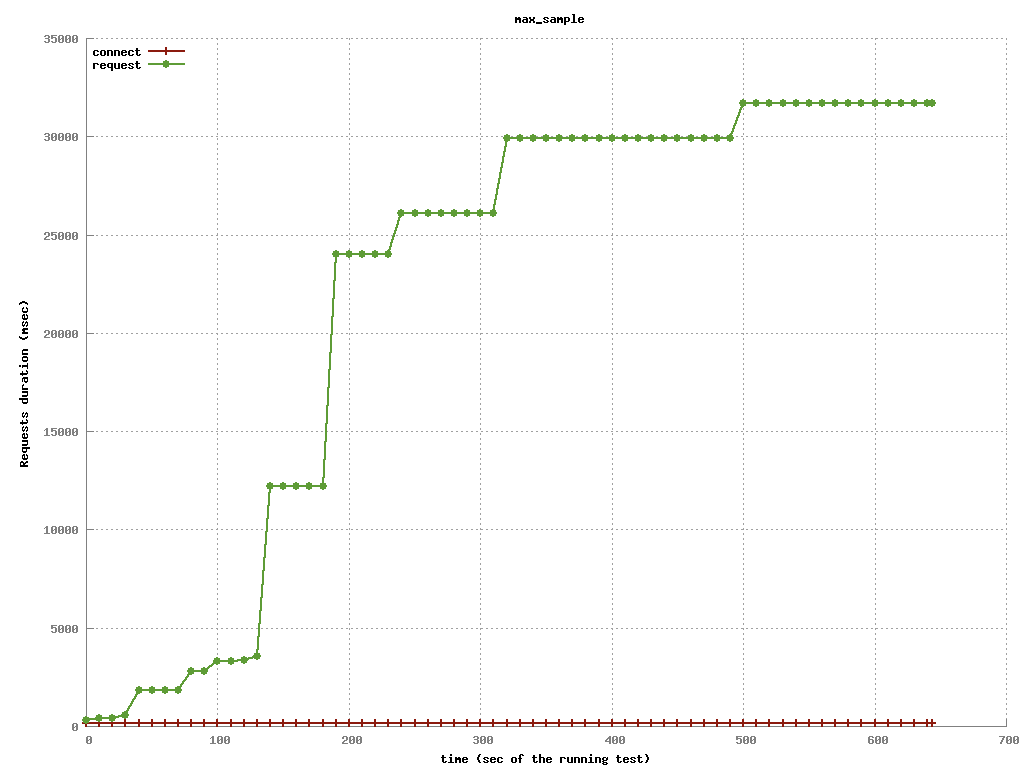 max_sample
35000
connect
request
30000
25000
20000
15000
10000
5000
0
Requests duration (msec)
0 100 200 300 400 500 600 700
time (sec of the running test)